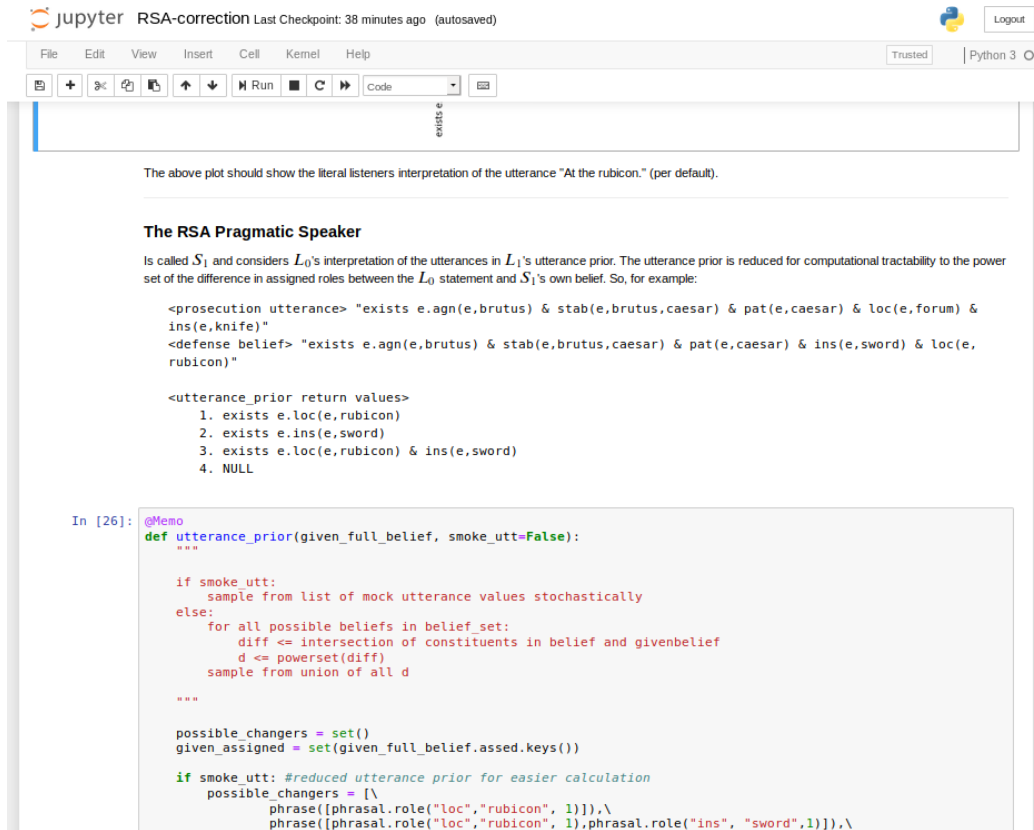 jupyter RSA-correction Last Checkpoint: 38 minutes ago (autosaved)
Logout
File Edit View Insert Cell Kernel Help
Trusted
Python 3
Run
Code
exists e
The above plot should show the literal listeners interpretation of the utterance "At the rubicon." (per default).
The RSA Pragmatic Speaker
Is called S1 and considers L0's interpretation of the utterances in L1's utterance prior. The utterance prior is reduced for computational tractability to the power
set of the difference in assigned roles between the L0 statement and S1's own belief. So, for example:
<prosecution utterance> "exists e.agn(e,brutus) & stab(e,brutus,caesar) & pat(e,caesar) & loc(e,forum) &
ins(e,knife)"
<defense belief> "exists e.agn(e,brutus) & stab(e,brutus,caesar) & pat(e,caesar) & ins(e,sword) & loc(e,
rubicon)"
<utterance_prior return values>
1. exists e.loc(e,rubicon)
2. exists e.ins(e,sword)
3. exists e.loc(e,rubicon) & ins(e,sword)
4. NULL
In [26]:
@Memo
def utterance_prior(given_full_belief, smoke_utt=False):
"""
if smoke_utt:
sample from list of mock utterance values stochastically
else:
for all possible beliefs in belief_set:
diff <= intersection of constituents in belief and givenbelief
d <= powerset(diff)
sample from union of all d
"""
possible_changers = set()
given_assigned = set(given_full_belief.assed.keys())
if smoke_utt: #reduced utterance prior for easier calculation
possible_changers = [\
phrase([phrasal.role("loc","rubicon", 1)]),\
phrase([phrasal.role("loc","rubicon", 1),phrasal.role("ins", "sword",1)]),\